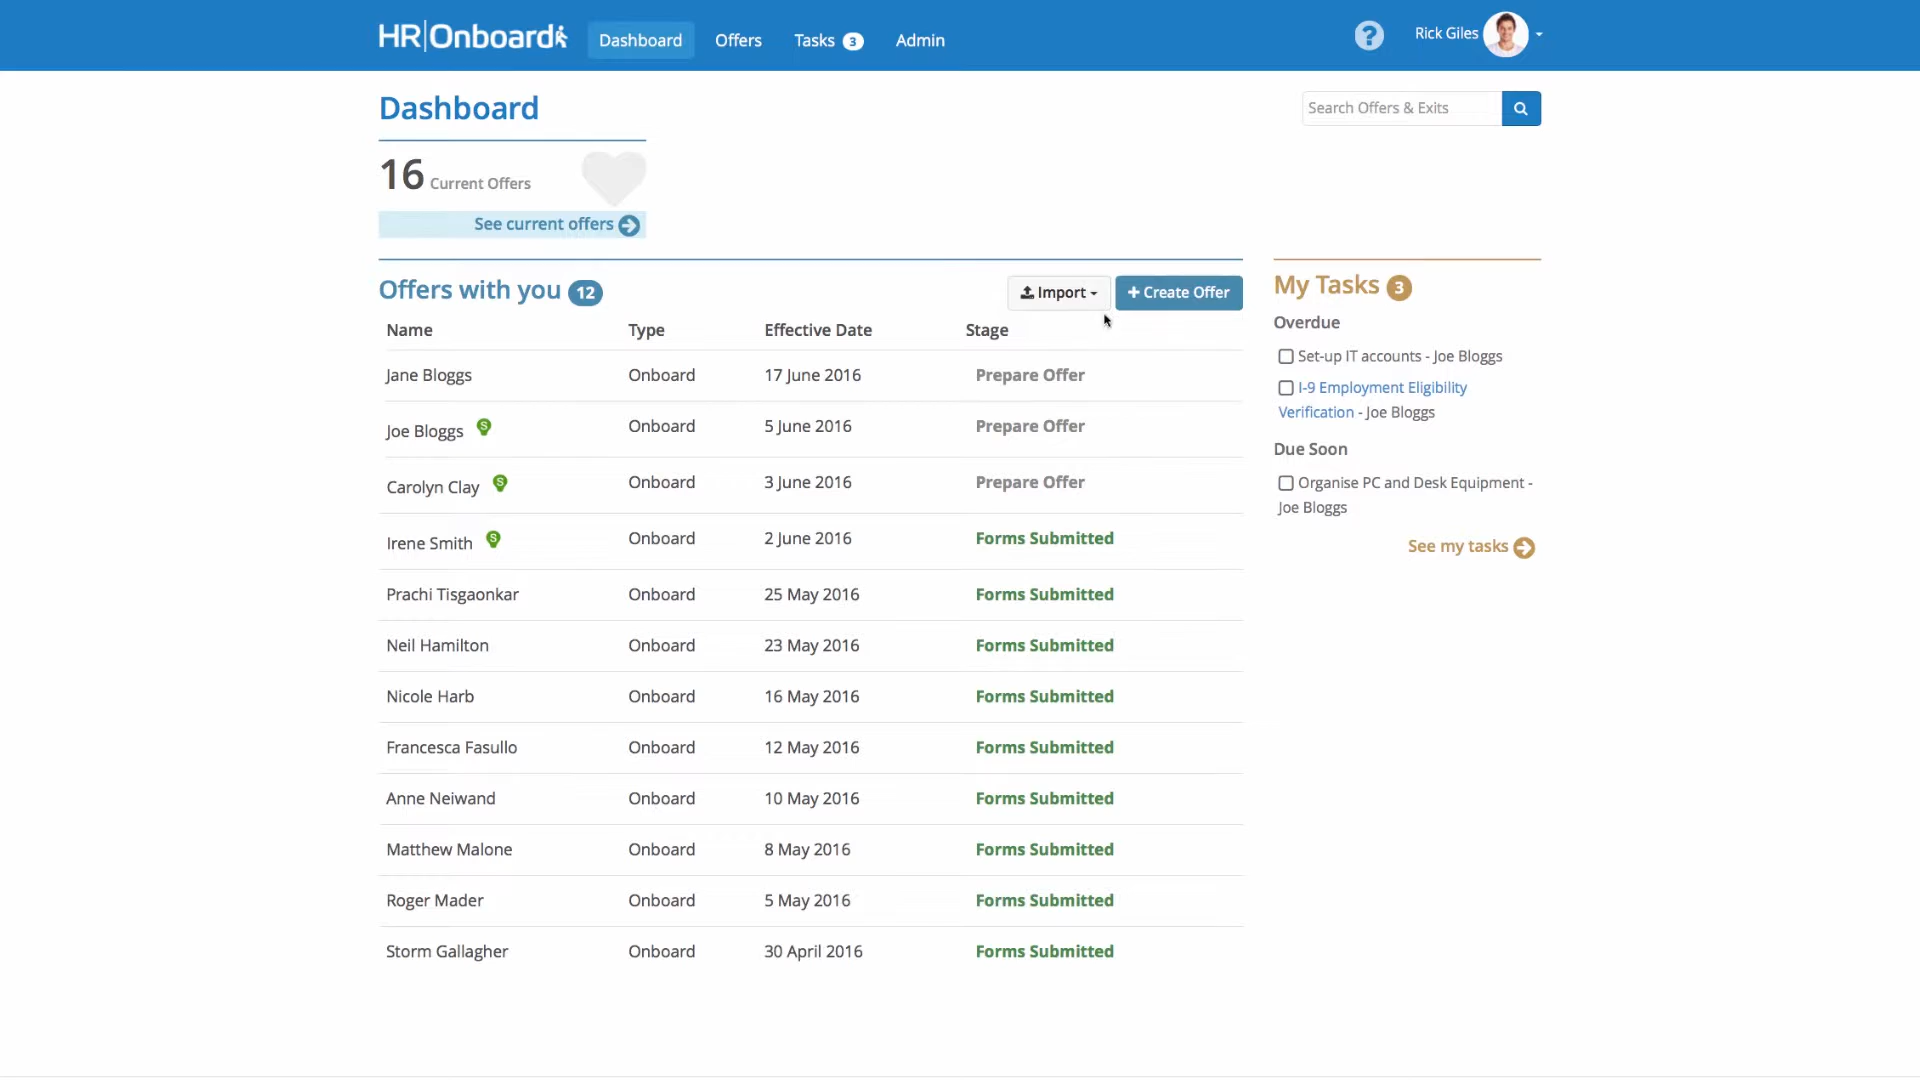 HR|Onboard Dashboard Offers Tasks 3 Admin ? Rick Giles
Dashboard
Search Offers & Exits
16 Current Offers
See current offers
Offers with you 12
Import
+ Create Offer
Name Type Effective Date Stage
Jane Bloggs Onboard 17 June 2016 Prepare Offer
Joe Bloggs S Onboard 5 June 2016 Prepare Offer
Carolyn Clay S Onboard 3 June 2016 Prepare Offer
Irene Smith S Onboard 2 June 2016 Forms Submitted
Prachi Tisgaonkar Onboard 25 May 2016 Forms Submitted
Neil Hamilton Onboard 23 May 2016 Forms Submitted
Nicole Harb Onboard 16 May 2016 Forms Submitted
Francesca Fasullo Onboard 12 May 2016 Forms Submitted
Anne Neiwand Onboard 10 May 2016 Forms Submitted
Matthew Malone Onboard 8 May 2016 Forms Submitted
Roger Mader Onboard 5 May 2016 Forms Submitted
Storm Gallagher Onboard 30 April 2016 Forms Submitted
My Tasks 3
Overdue
Set-up IT accounts - Joe Bloggs
I-9 Employment Eligibility
Verification - Joe Bloggs
Due Soon
Organise PC and Desk Equipment -
Joe Bloggs
See my tasks